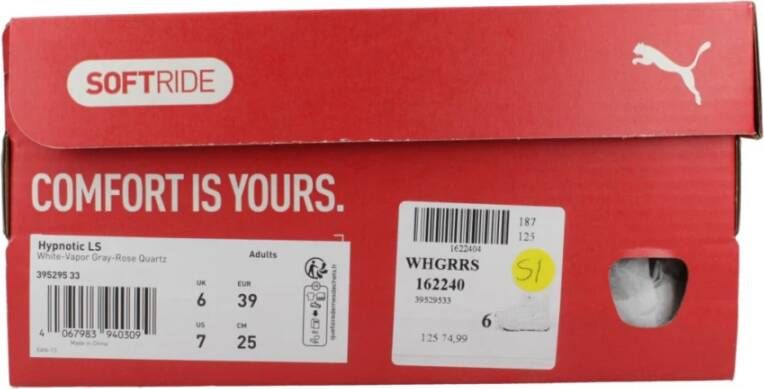 SOFTRIDE
COMFORT IS YOURS.
Hypnotic LS
White-Vapor Gray-Rose Quartz
Adults
395295 33
UK EUR
6 39
US CM
7 25
4 067983 940309
Made in China
quefairedemesdechets.fr
187
125
1622404
WHGRRS
162240
39529533
S1
6
125 74,99